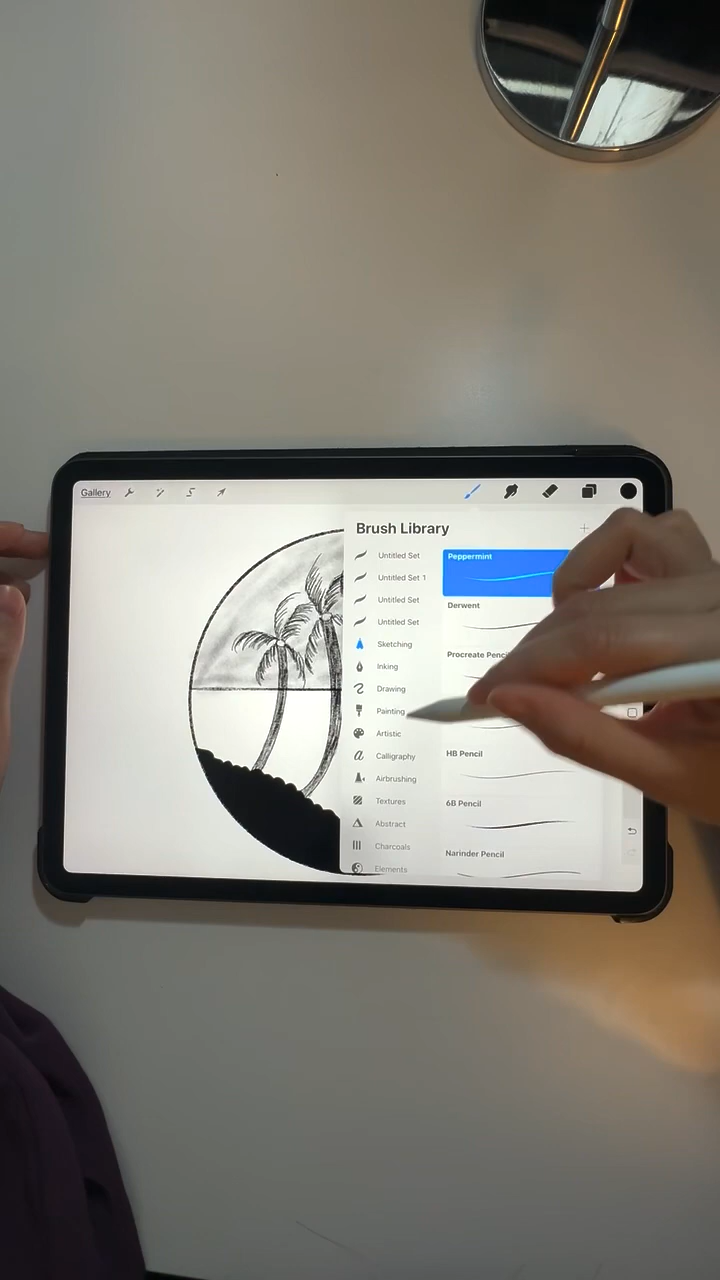 Gallery
Brush Library
Untitled Set
Untitled Set 1
Untitled Set
Untitled Set
Sketching
Inking
Drawing
Painting
Artistic
Calligraphy
Airbrushing
Textures
Abstract
Charcoals
Elements
Peppermint
Derwent
Procreate Pencil
HB Pencil
6B Pencil
Narinder Pencil